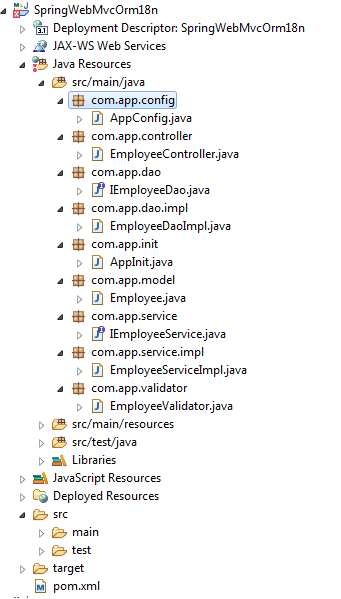 SpringWebMvcOrm18n
Deployment Descriptor: SpringWebMvcOrm18n
JAX-WS Web Services
Java Resources
src/main/java
com.app.config
AppConfig.java
com.app.controller
EmployeeController.java
com.app.dao
IEmployeeDao.java
com.app.dao.impl
EmployeeDaoImpl.java
com.app.init
AppInit.java
com.app.model
Employee.java
com.app.service
IEmployeeService.java
com.app.service.impl
EmployeeServiceImpl.java
com.app.validator
EmployeeValidator.java
src/main/resources
src/test/java
Libraries
JavaScript Resources
Deployed Resources
src
main
test
target
pom.xml